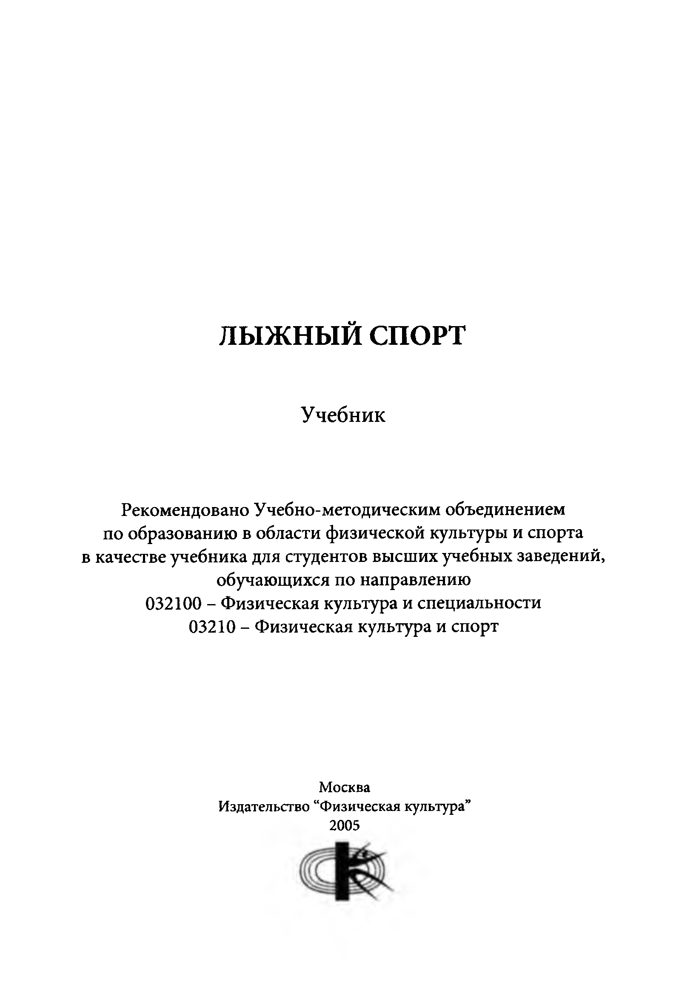 ЛЫЖНЫЙ СПОРТ
Учебник
Рекомендовано Учебно-методическим объединением
по образованию в области физической культуры и спорта
в качестве учебника для студентов высших учебных заведений,
обучающихся по направлению
032100 – Физическая культура и специальности
03210 – Физическая культура и спорт
Москва
Издательство “Физическая культура”
2005